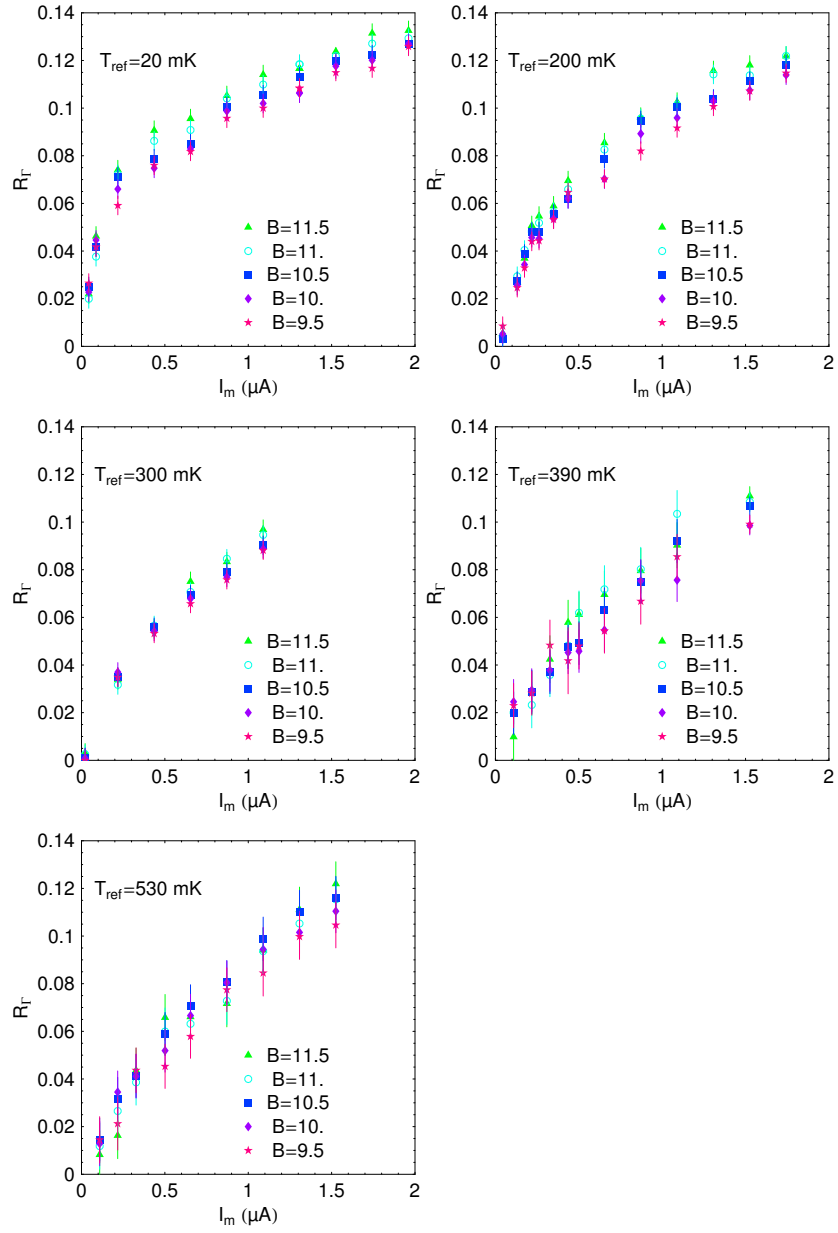 0.14
0.12
0.1
0.08
0.06
0.04
0.02
0
R_Γ
T_ref=20 mK
B=11.5
B=11.
B=10.5
B=10.
B=9.5
0 0.5 1 1.5 2
I_m (μA)
0.14
0.12
0.1
0.08
0.06
0.04
0.02
0
R_Γ
T_ref=200 mK
B=11.5
B=11.
B=10.5
B=10.
B=9.5
0 0.5 1 1.5 2
I_m (μA)
0.14
0.12
0.1
0.08
0.06
0.04
0.02
0
R_Γ
T_ref=300 mK
B=11.5
B=11.
B=10.5
B=10.
B=9.5
0 0.5 1 1.5 2
I_m (μA)
0.14
0.12
0.1
0.08
0.06
0.04
0.02
0
R_Γ
T_ref=390 mK
B=11.5
B=11.
B=10.5
B=10.
B=9.5
0 0.5 1 1.5 2
I_m (μA)
0.14
0.12
0.1
0.08
0.06
0.04
0.02
0
R_Γ
T_ref=530 mK
B=11.5
B=11.
B=10.5
B=10.
B=9.5
0 0.5 1 1.5 2
I_m (μA)